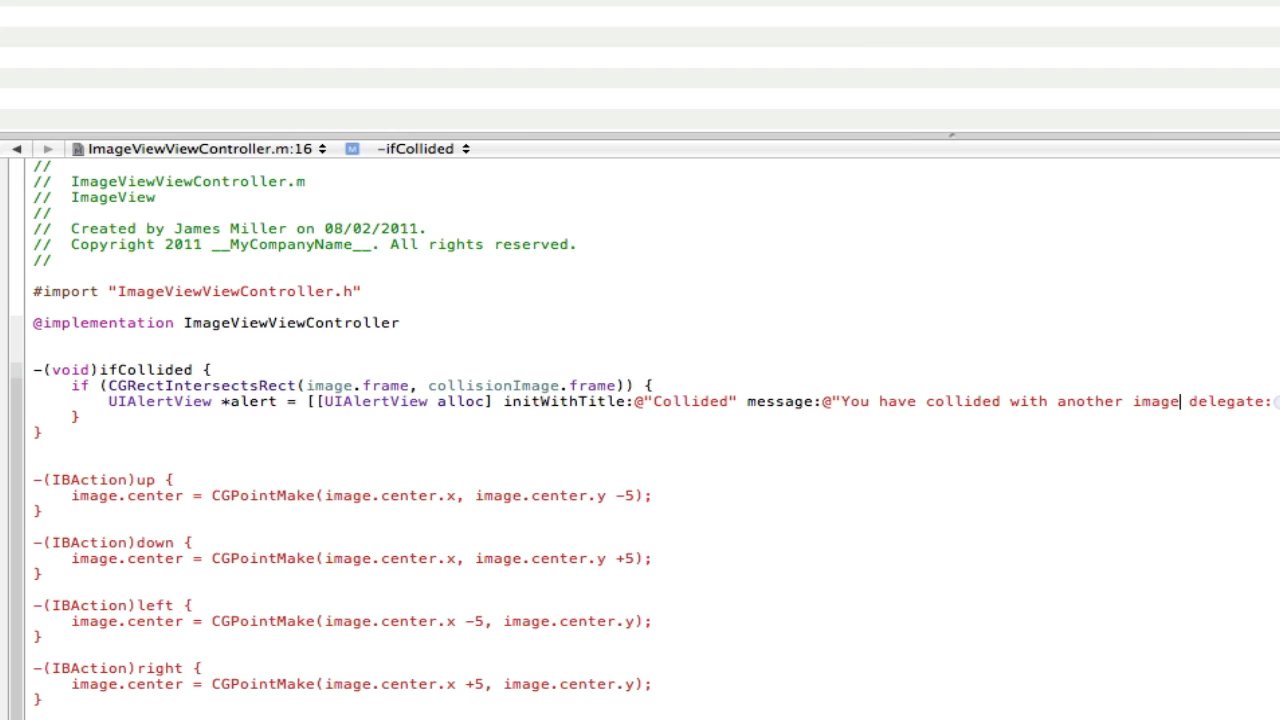 ImageViewViewController.m:16 M -ifCollided
//
// ImageViewViewController.m
// ImageView
//
// Created by James Miller on 08/02/2011.
// Copyright 2011 __MyCompanyName__. All rights reserved.
//
#import "ImageViewViewController.h"
@implementation ImageViewViewController
-(void)ifCollided {
if (CGRectIntersectsRect(image.frame, collisionImage.frame)) {
UIAlertView *alert = [[UIAlertView alloc] initWithTitle:@"Collided" message:@"You have collided with another image delegate:
}
}
-(IBAction)up {
image.center = CGPointMake(image.center.x, image.center.y -5);
}
-(IBAction)down {
image.center = CGPointMake(image.center.x, image.center.y +5);
}
-(IBAction)left {
image.center = CGPointMake(image.center.x -5, image.center.y);
}
-(IBAction)right {
image.center = CGPointMake(image.center.x +5, image.center.y);
}